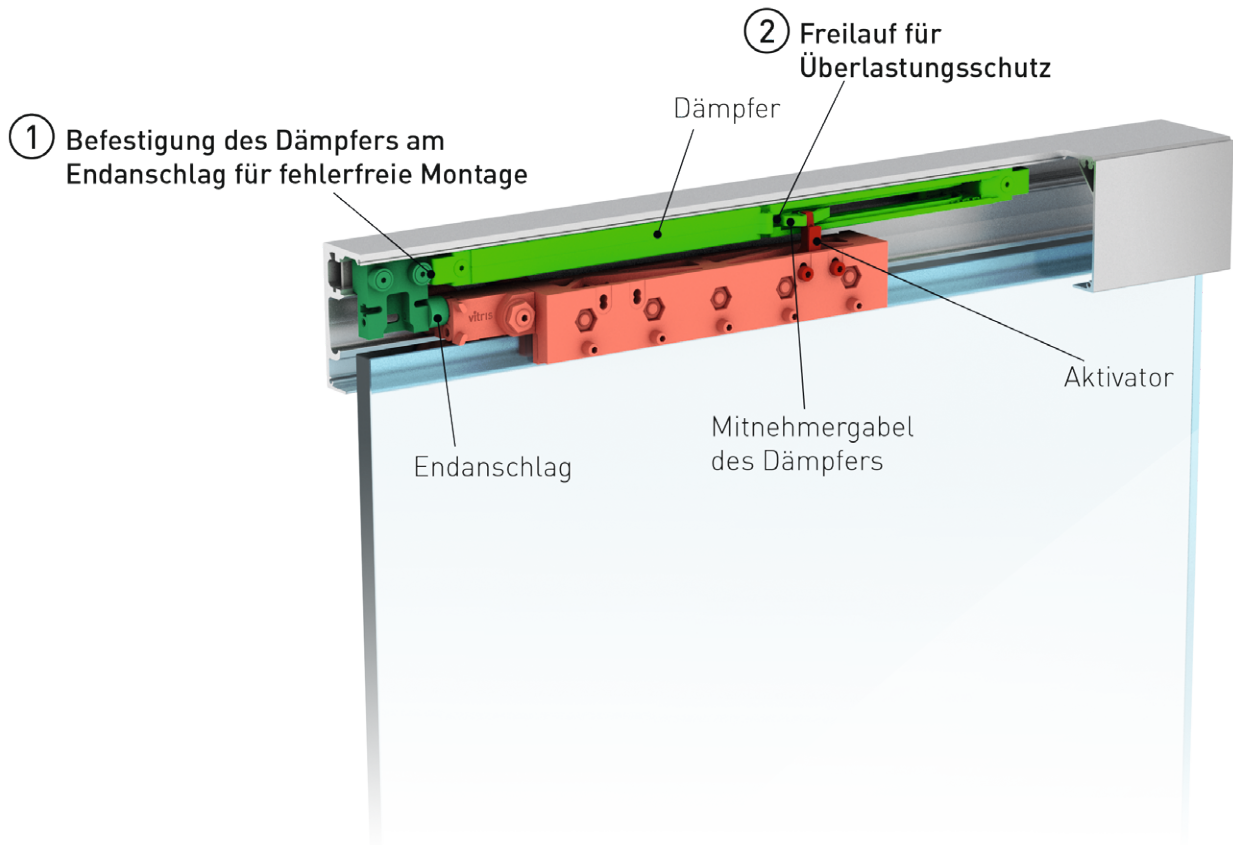 2 Freilauf für
Überlastungsschutz
Dämpfer
1 Befestigung des Dämpfers am
Endanschlag für fehlerfreie Montage
vitris
Aktivator
Mitnehmergabel
des Dämpfers
Endanschlag